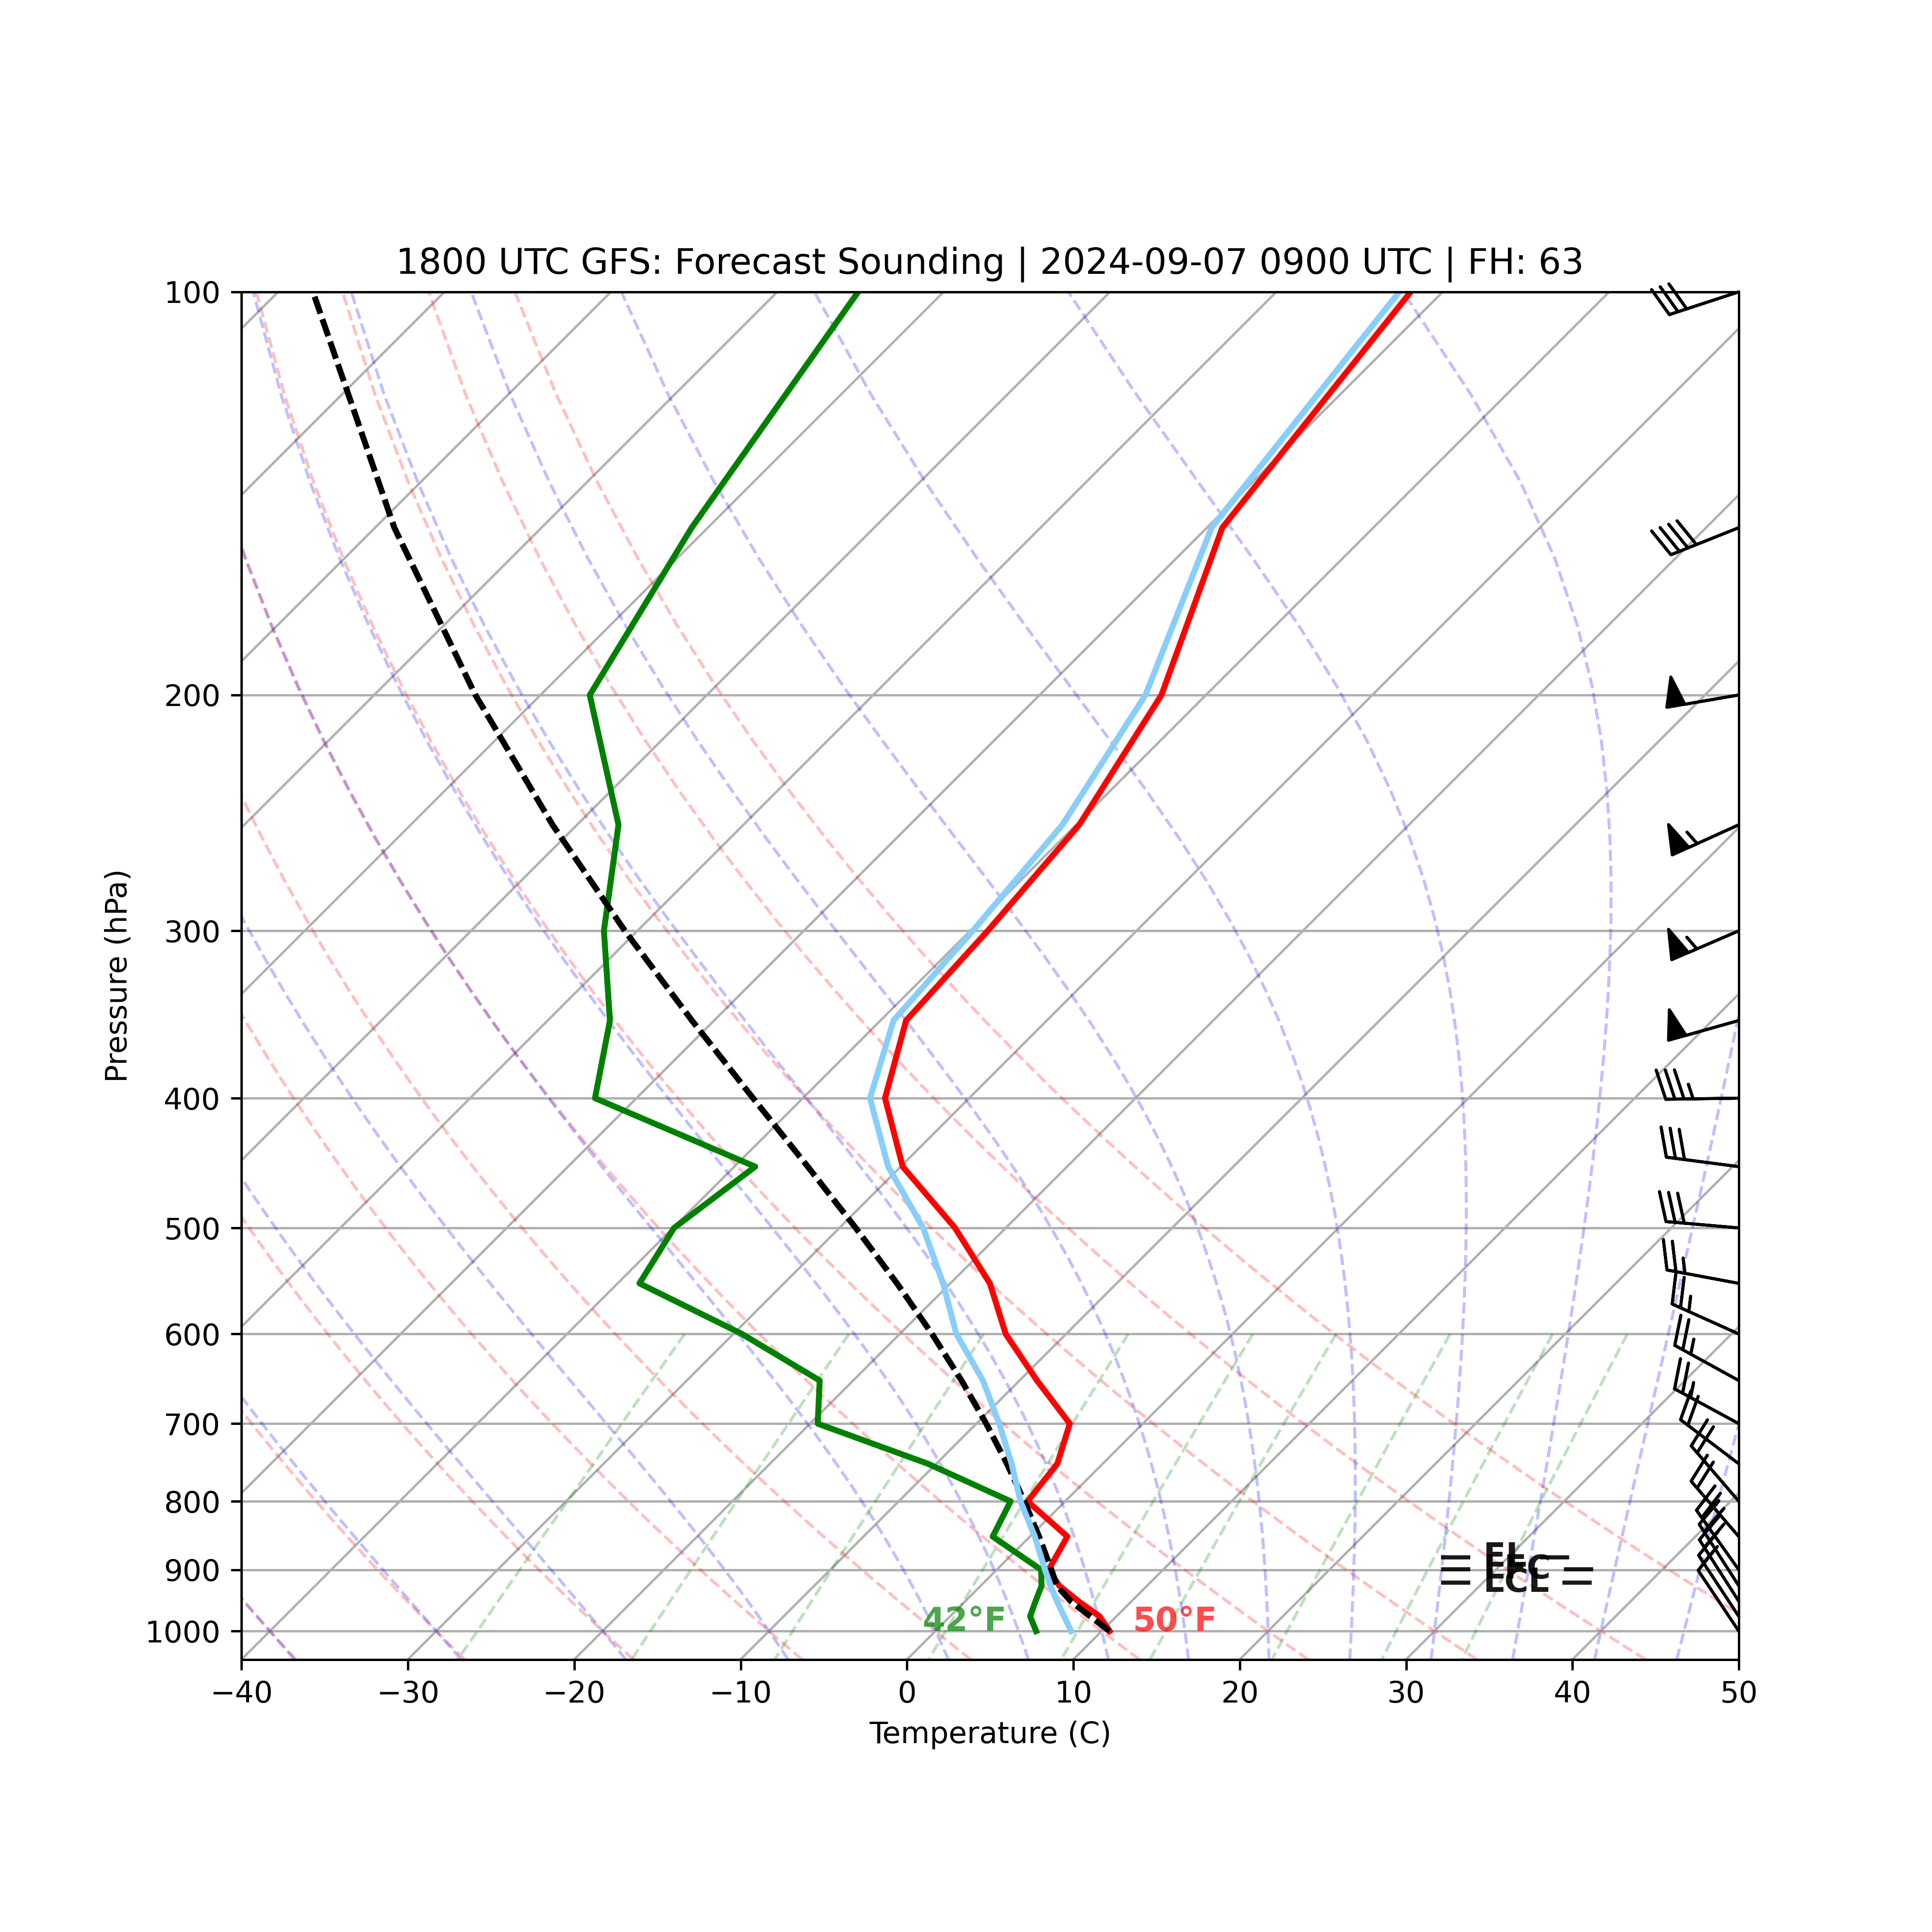 1800 UTC GFS: Forecast Sounding | 2024-09-07 0900 UTC | FH: 63
100
200
300
400
500
600
700
800
900
1000
Pressure (hPa)
EL
LFC
LCL
42°F
50°F
−40
−30
−20
−10
0
10
20
30
40
50
Temperature (C)